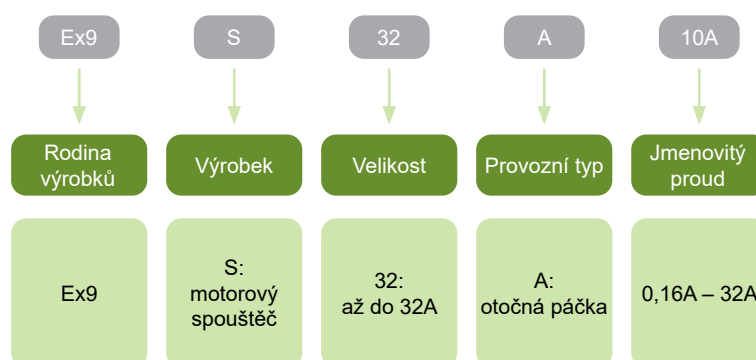 Ex9
S
32
A
10A
Rodina
výrobků
Výrobek
Velikost
Provozní typ
Jmenovitý
proud
Ex9
S:
motorový
spouštěč
32:
až do 32A
A:
otočná páčka
0,16A – 32A